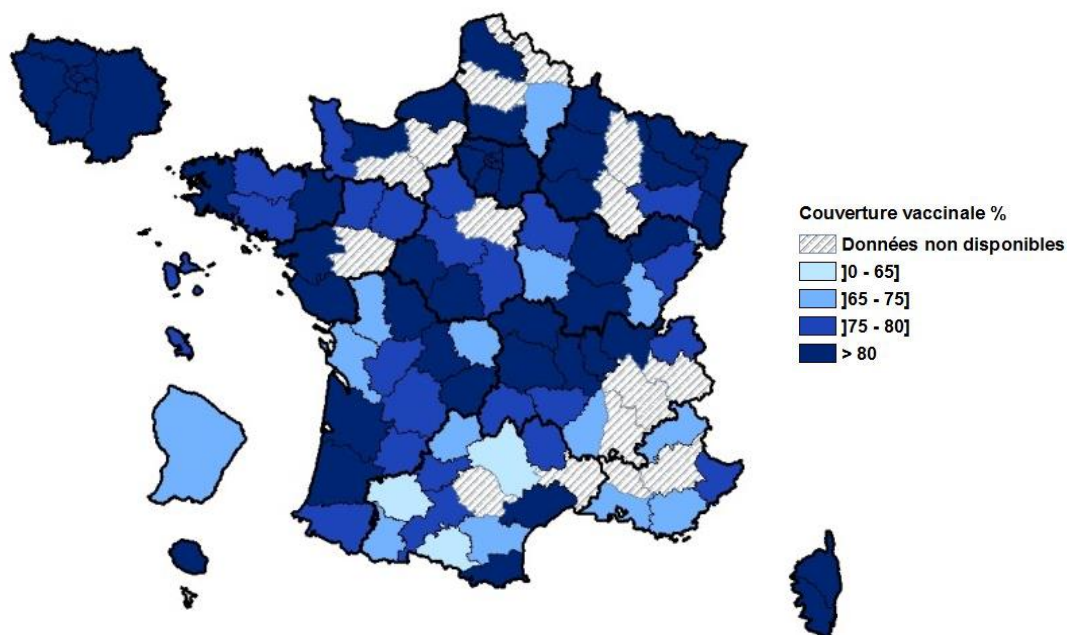 Couverture vaccinale %
Données non disponibles
]0 - 65]
]65 - 75]
]75 - 80]
> 80